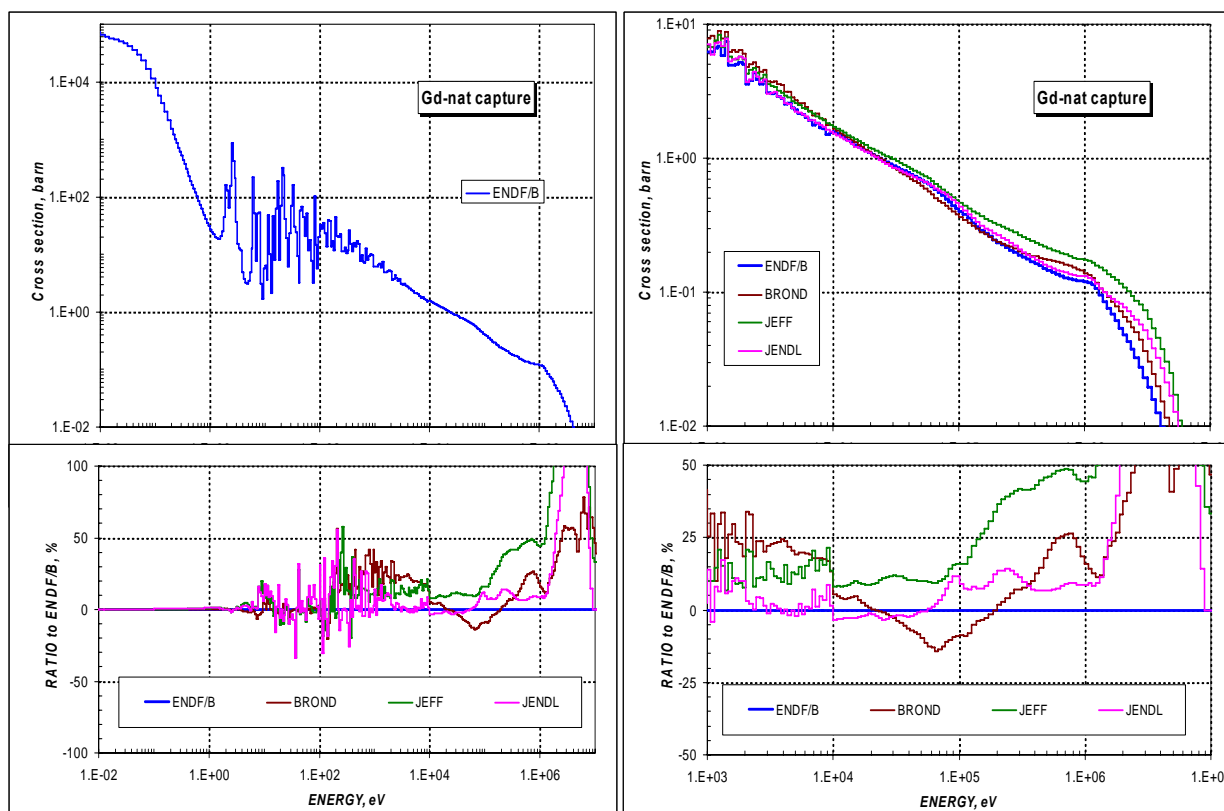 1.E+04
1.E+02
1.E+00
1.E-02
Cross section, barn
Gd-nat capture
ENDF/B
1.E+01
1.E+00
1.E-01
1.E-02
Cross section, barn
Gd-nat capture
ENDF/B
BROND
JEFF
JENDL
100
50
0
-50
-100
RATIO to ENDF/B, %
ENDF/B BROND JEFF JENDL
1.E-02 1.E+00 1.E+02 1.E+04 1.E+06
ENERGY, eV
50
25
0
-25
-50
RATIO to ENDF/B, %
ENDF/B BROND JEFF JENDL
1.E+03 1.E+04 1.E+05 1.E+06
ENERGY, eV